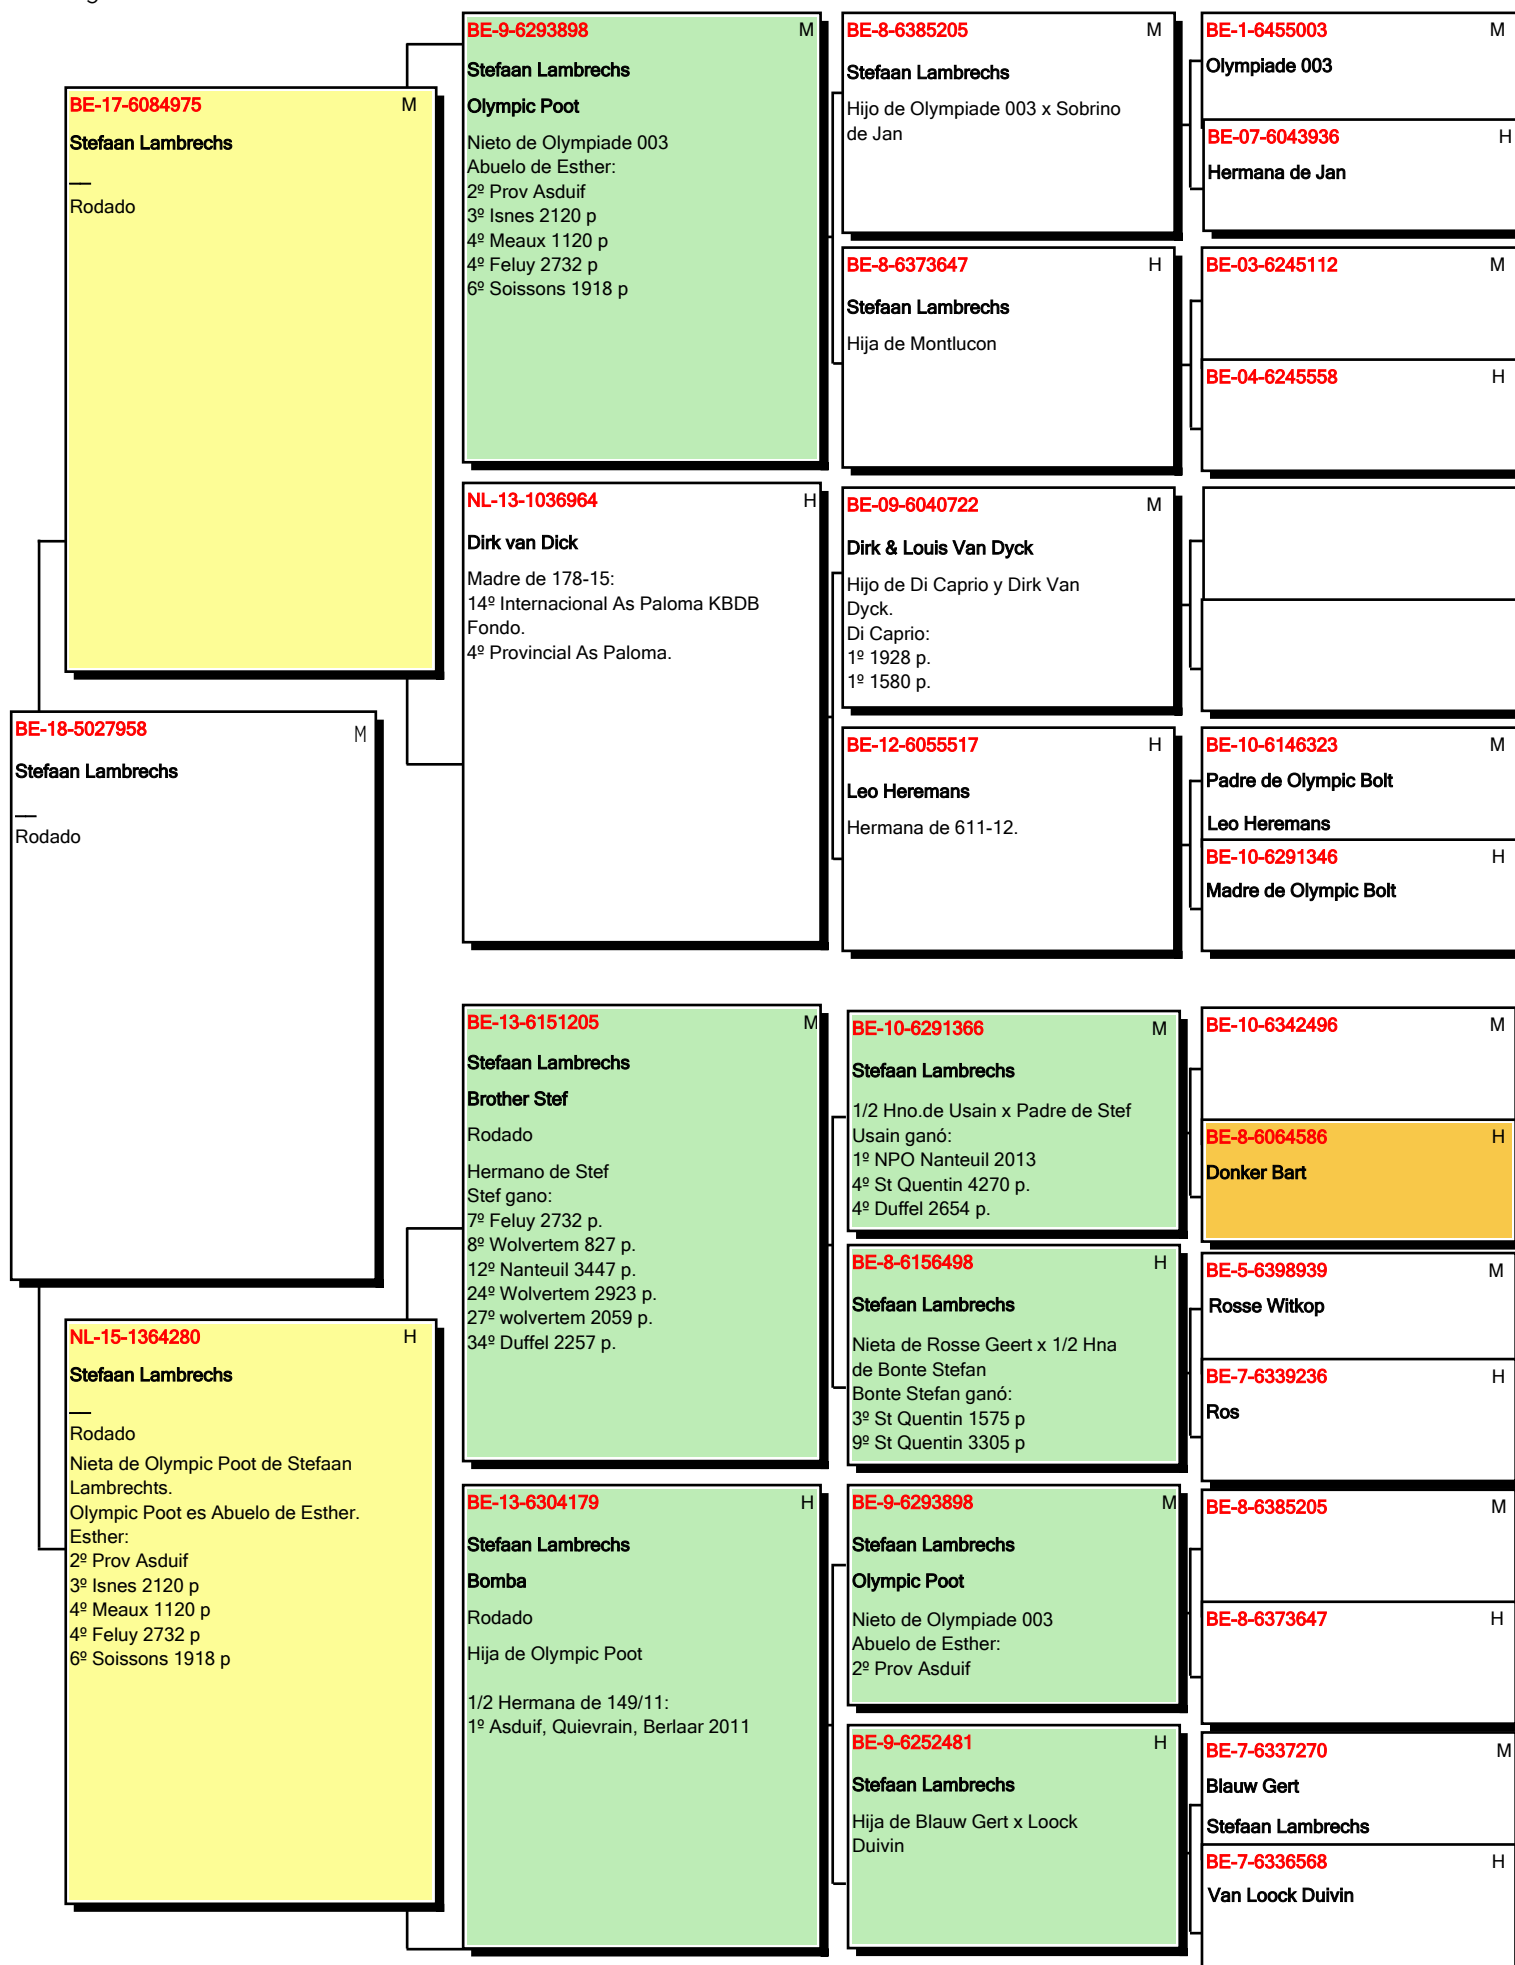 BE-18-5027958 M
Stefaan Lambrechs
__
Rodado
BE-17-6084975 M
Stefaan Lambrechs
__
Rodado
NL-15-1364280 H
Stefaan Lambrechs
__
Rodado
Nieta de Olympic Poot de Stefaan
Lambrechts.
Olympic Poot es Abuelo de Esther.
Esther:
2º Prov Asduif
3º Isnes 2120 p
4º Meaux 1120 p
4º Feluy 2732 p
6º Soissons 1918 p
BE-9-6293898 M
Stefaan Lambrechs
Olympic Poot
Nieto de Olympiade 003
Abuelo de Esther:
2º Prov Asduif
3º Isnes 2120 p
4º Meaux 1120 p
4º Feluy 2732 p
6º Soissons 1918 p
NL-13-1036964 H
Dirk van Dick
Madre de 178-15:
14º Internacional As Paloma KBDB
Fondo.
4º Provincial As Paloma.
BE-13-6151205 M
Stefaan Lambrechs
Brother Stef
Rodado
Hermano de Stef
Stef gano:
7º Feluy 2732 p.
8º Wolvertem 827 p.
12º Nanteuil 3447 p.
24º Wolvertem 2923 p.
27º wolvertem 2059 p.
34º Duffel 2257 p.
BE-13-6304179 H
Stefaan Lambrechs
Bomba
Rodado
Hija de Olympic Poot
1/2 Hermana de 149/11:
1º Asduif, Quievrain, Berlaar 2011
BE-8-6385205 M
Stefaan Lambrechs
Hijo de Olympiade 003 x Sobrino
de Jan
BE-8-6373647 H
Stefaan Lambrechs
Hija de Montlucon
BE-09-6040722 M
Dirk & Louis Van Dyck
Hijo de Di Caprio y Dirk Van
Dyck.
Di Caprio:
1º 1928 p.
1º 1580 p.
BE-12-6055517 H
Leo Heremans
Hermana de 611-12.
BE-10-6291366 M
Stefaan Lambrechs
1/2 Hno.de Usain x Padre de Stef
Usain ganó:
1º NPO Nanteuil 2013
4º St Quentin 4270 p.
4º Duffel 2654 p.
BE-8-6156498 H
Stefaan Lambrechs
Nieta de Rosse Geert x 1/2 Hna
de Bonte Stefan
Bonte Stefan ganó:
3º St Quentin 1575 p
9º St Quentin 3305 p
BE-9-6293898 M
Stefaan Lambrechs
Olympic Poot
Nieto de Olympiade 003
Abuelo de Esther:
2º Prov Asduif
BE-9-6252481 H
Stefaan Lambrechs
Hija de Blauw Gert x Loock
Duivin
BE-1-6455003 M
Olympiade 003
BE-07-6043936 H
Hermana de Jan
BE-03-6245112 M
BE-04-6245558 H
BE-10-6146323 M
Padre de Olympic Bolt
Leo Heremans
BE-10-6291346 H
Madre de Olympic Bolt
BE-10-6342496 M
BE-8-6064586 H
Donker Bart
BE-5-6398939 M
Rosse Witkop
BE-7-6339236 H
Ros
BE-8-6385205 M
BE-8-6373647 H
BE-7-6337270 M
Blauw Gert
Stefaan Lambrechs
BE-7-6336568 H
Van Loock Duivin